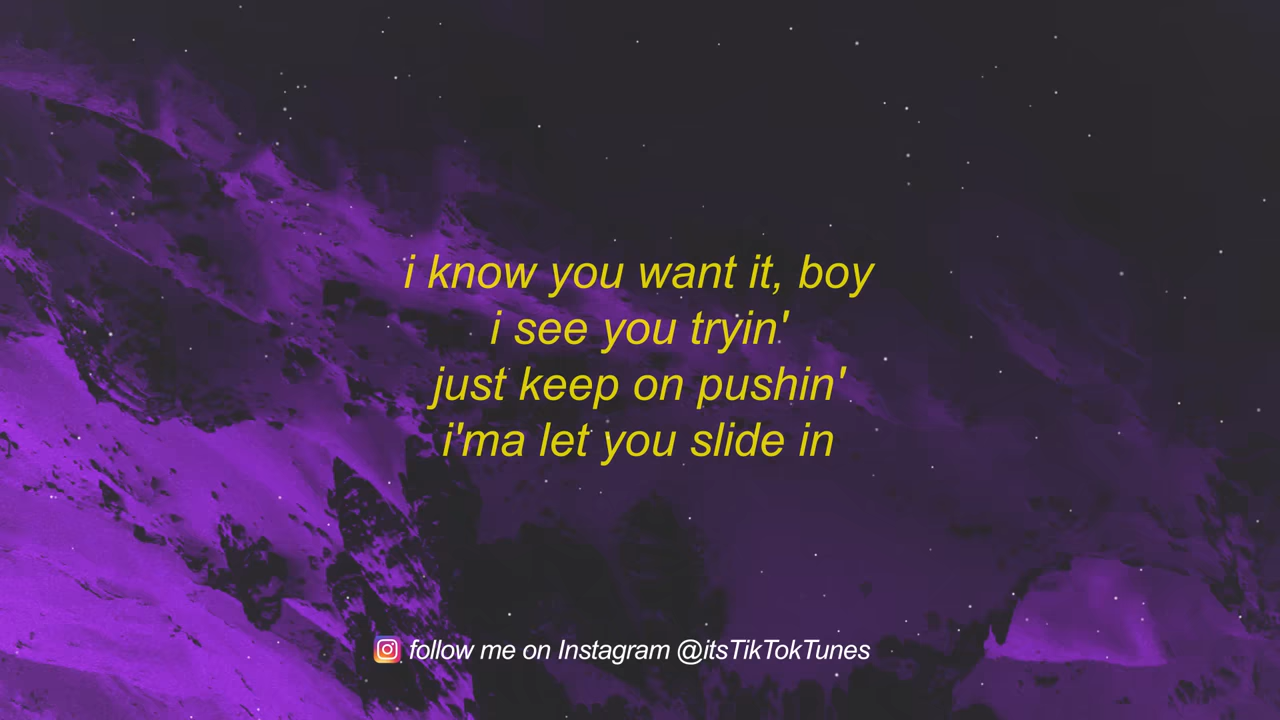 i know you want it, boy
i see you tryin'
just keep on pushin'
i'ma let you slide in
follow me on Instagram @itsTikTokTunes